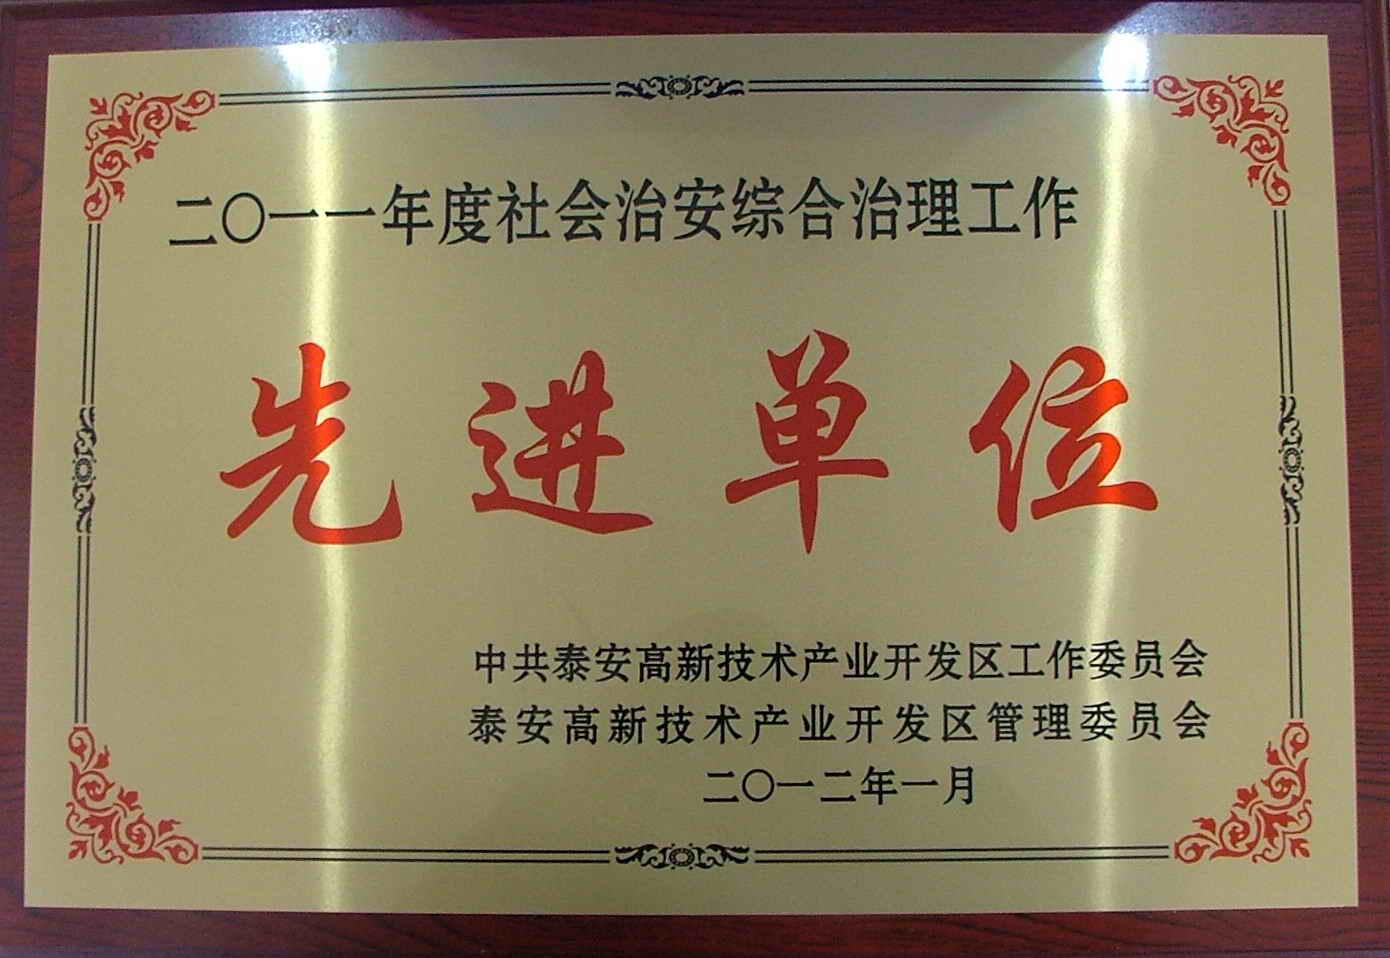 二〇一一年度社会治安综合治理工作
先进单位
中共泰安高新技术产业开发区工作委员会
泰安高新技术产业开发区管理委员会
二〇一二年一月